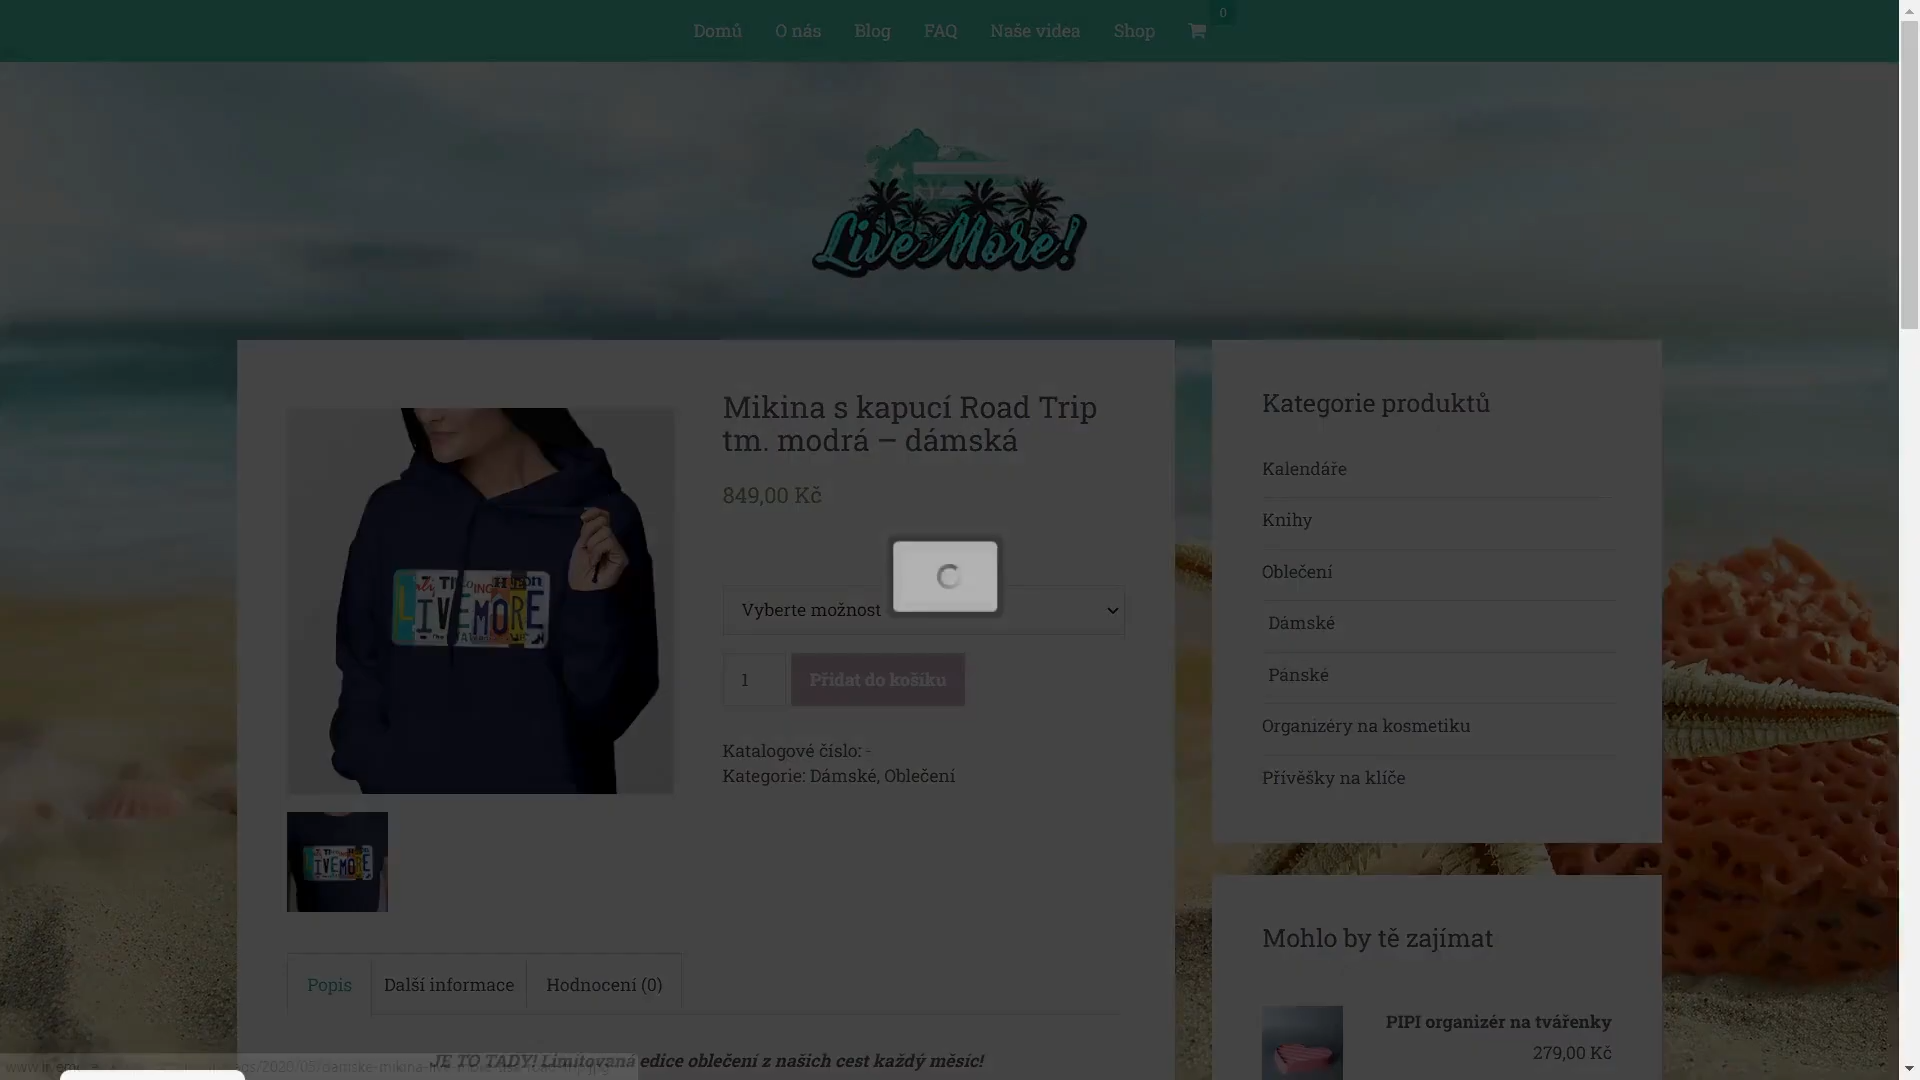 0
Domů
O nás
Blog
FAQ
Naše videa
Shop
Live More!
Mikina s kapucí Road Trip
tm. modrá – dámská
849,00 Kč
LIVEMORE
Vyberte možnost
1
Přidat do košíku
Katalogové číslo: -
Kategorie: Dámské, Oblečení
LIVEMORE
Popis
Další informace
Hodnocení (0)
JE TO TADY! Limitovaná edice oblečení z našich cest každý měsíc!
Kategorie produktů
Kalendáře
Knihy
Oblečení
Dámské
Pánské
Organizéry na kosmetiku
Přívěšky na klíče
Mohlo by tě zajímat
PIPI organizér na tvářenky
279,00 Kč